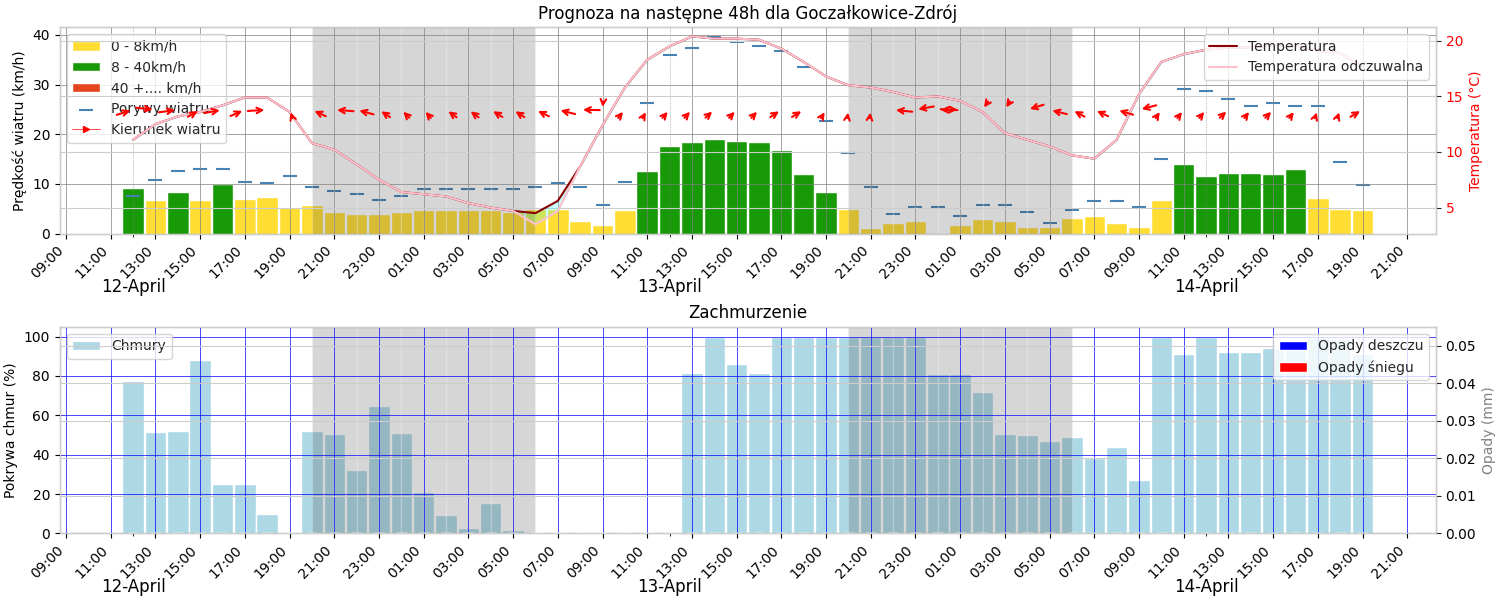 Prognoza na następne 48h dla Goczałkowice-Zdrój
Prędkość wiatru (km/h)
40
30
20
10
0
0 - 8km/h
8 - 40km/h
40 +.... km/h
Porywy wiatru
Kierunek wiatru
Temperatura
Temperatura odczuwalna
20
15
10
5
Temperatura (°C)
09:00 11:00 13:00 15:00 17:00 19:00 21:00 23:00 01:00 03:00 05:00 07:00 09:00 11:00 13:00 15:00 17:00 19:00 21:00 23:00 01:00 03:00 05:00 07:00 09:00 11:00 13:00 15:00 17:00 19:00 21:00
12-April 13-April 14-April
Zachmurzenie
Pokrywa chmur (%)
100
80
60
40
20
0
Chmury
Opady deszczu
Opady śniegu
0.05
0.04
0.03
0.02
0.01
0.00
Opady (mm)
09:00 11:00 13:00 15:00 17:00 19:00 21:00 23:00 01:00 03:00 05:00 07:00 09:00 11:00 13:00 15:00 17:00 19:00 21:00 23:00 01:00 03:00 05:00 07:00 09:00 11:00 13:00 15:00 17:00 19:00 21:00
12-April 13-April 14-April